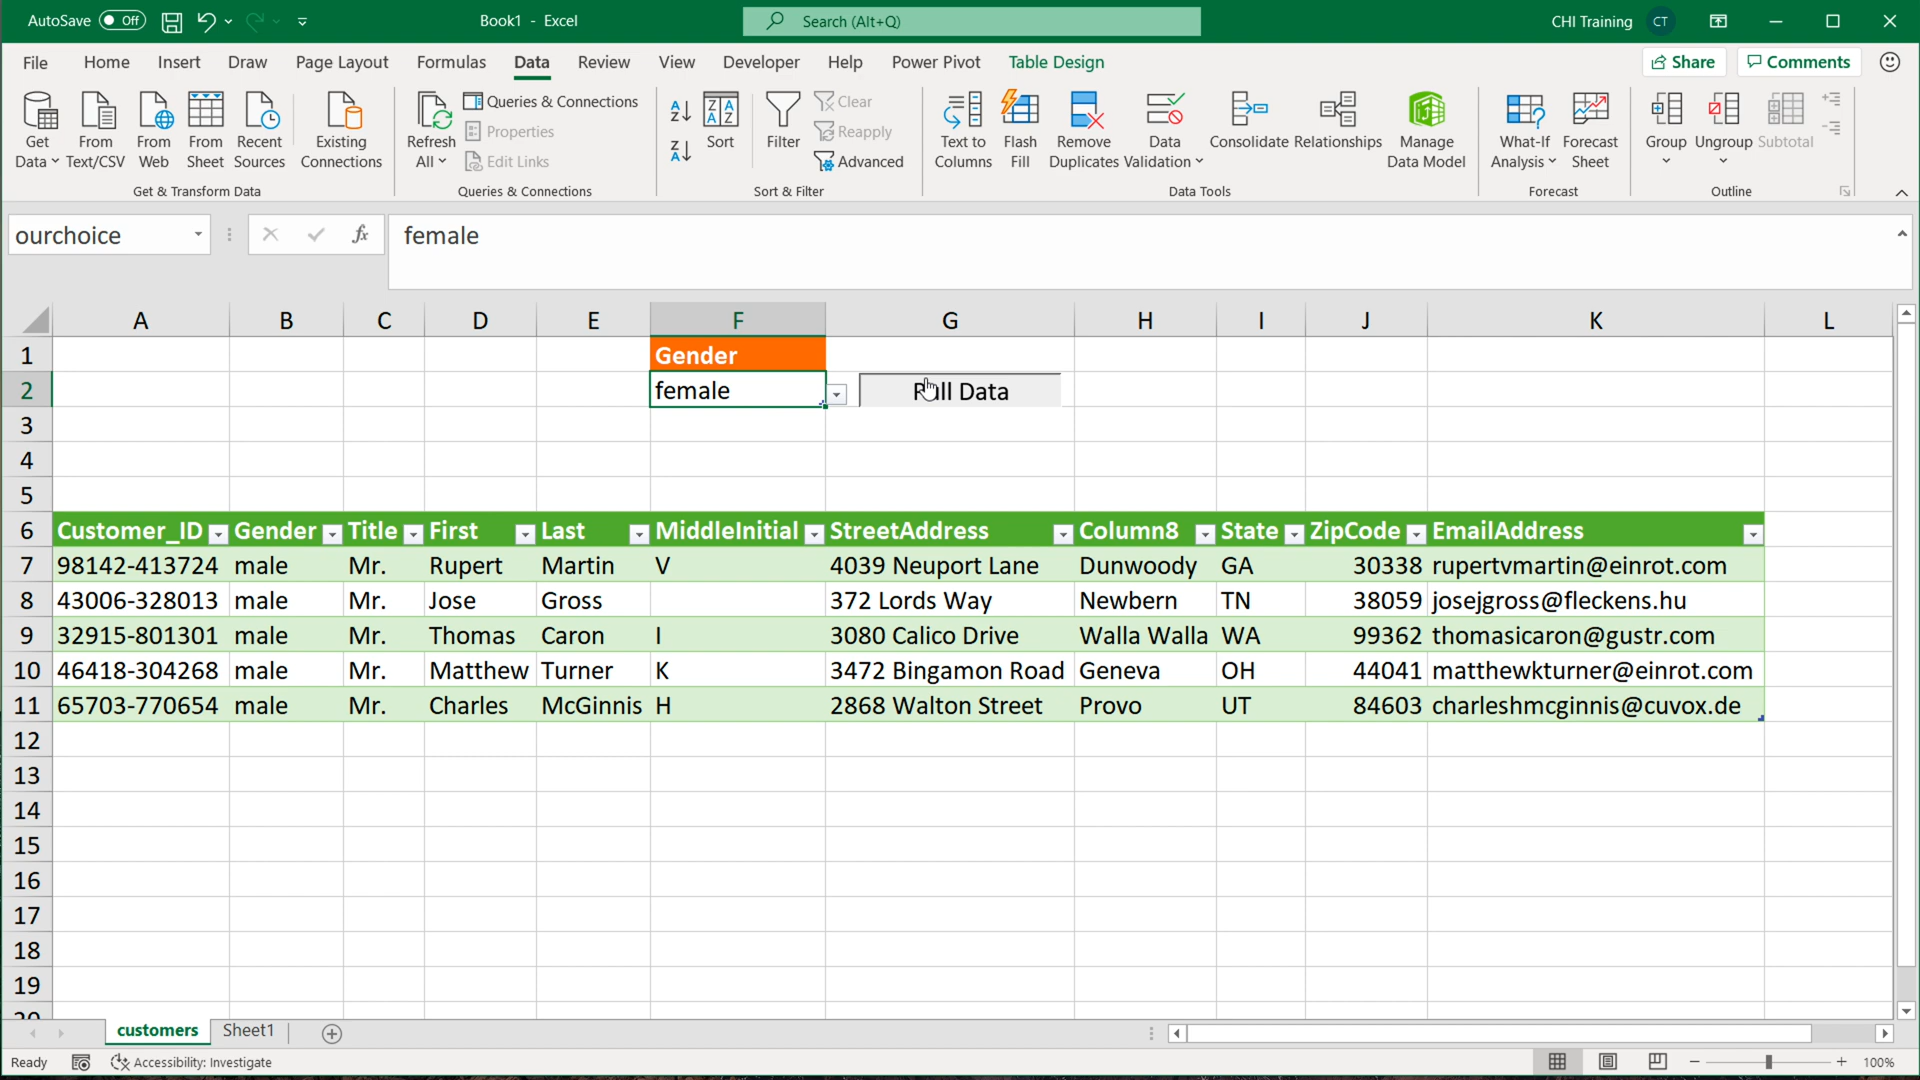 AutoSave Off Book1 - Excel Search (Alt+Q) CHI Training CT
File Home Insert Draw Page Layout Formulas Data Review View Developer Help Power Pivot Table Design Share Comments
Get Data From Text/CSV From Web From Sheet Recent Sources Existing Connections
Get & Transform Data
Refresh All Queries & Connections Properties Edit Links
Queries & Connections
Sort Filter Clear Reapply Advanced
Sort & Filter
Text to Columns Flash Fill Remove Duplicates Data Validation Consolidate Relationships Manage Data Model
Data Tools
What-If Analysis Forecast Sheet
Forecast
Group Ungroup Subtotal
Outline
ourchoice fx female
A B C D E F G H I J K L
1 Gender
2 female Pull Data
3
4
5
6 Customer_ID Gender Title First Last MiddleInitial StreetAddress Column8 State ZipCode EmailAddress
7 98142-413724 male Mr. Rupert Martin V 4039 Neuport Lane Dunwoody GA 30338 rupertvmartin@einrot.com
8 43006-328013 male Mr. Jose Gross 372 Lords Way Newbern TN 38059 josejgross@fleckens.hu
9 32915-801301 male Mr. Thomas Caron I 3080 Calico Drive Walla Walla WA 99362 thomasicaron@gustr.com
10 46418-304268 male Mr. Matthew Turner K 3472 Bingamon Road Geneva OH 44041 matthewkturner@einrot.com
11 65703-770654 male Mr. Charles McGinnis H 2868 Walton Street Provo UT 84603 charleshmcginnis@cuvox.de
12
13
14
15
16
17
18
19
20
customers Sheet1
Ready Accessibility: Investigate 100%